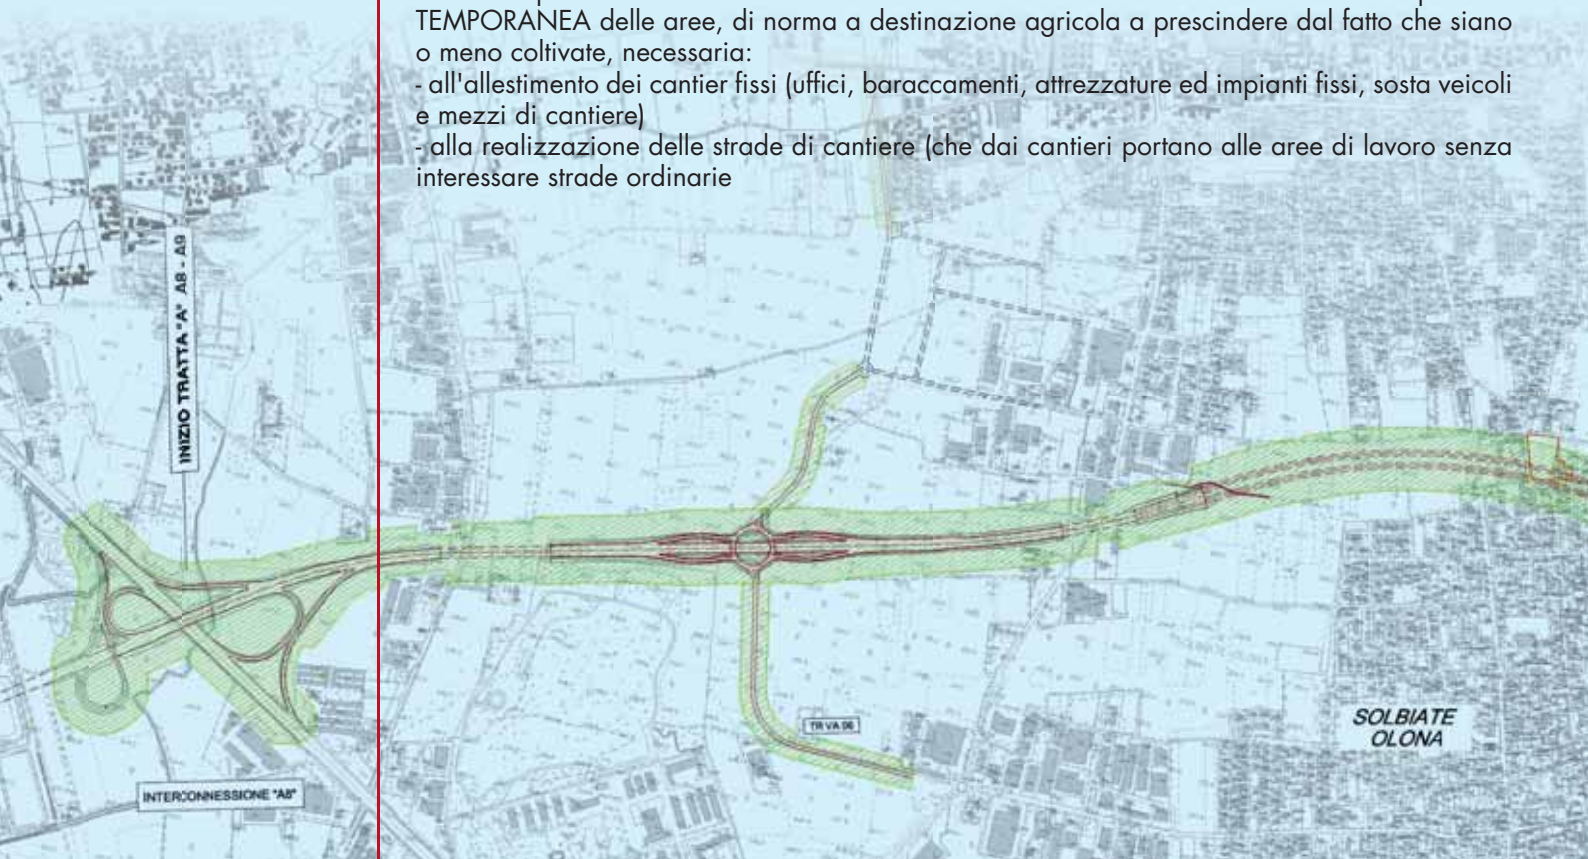 TEMPORANEA delle aree, di norma a destinazione agricola a prescindere dal fatto che siano
o meno coltivate, necessaria:
- all'allestimento dei cantier fissi (uffici, baraccamenti, attrezzature ed impianti fissi, sosta veicoli
e mezzi di cantiere)
- alla realizzazione delle strade di cantiere (che dai cantieri portano alle aree di lavoro senza
interessare strade ordinarie
INIZIO TRATTA "A" A8 - A9
TR VA 06
SOLBIATE
OLONA
INTERCONNESSIONE "A8"